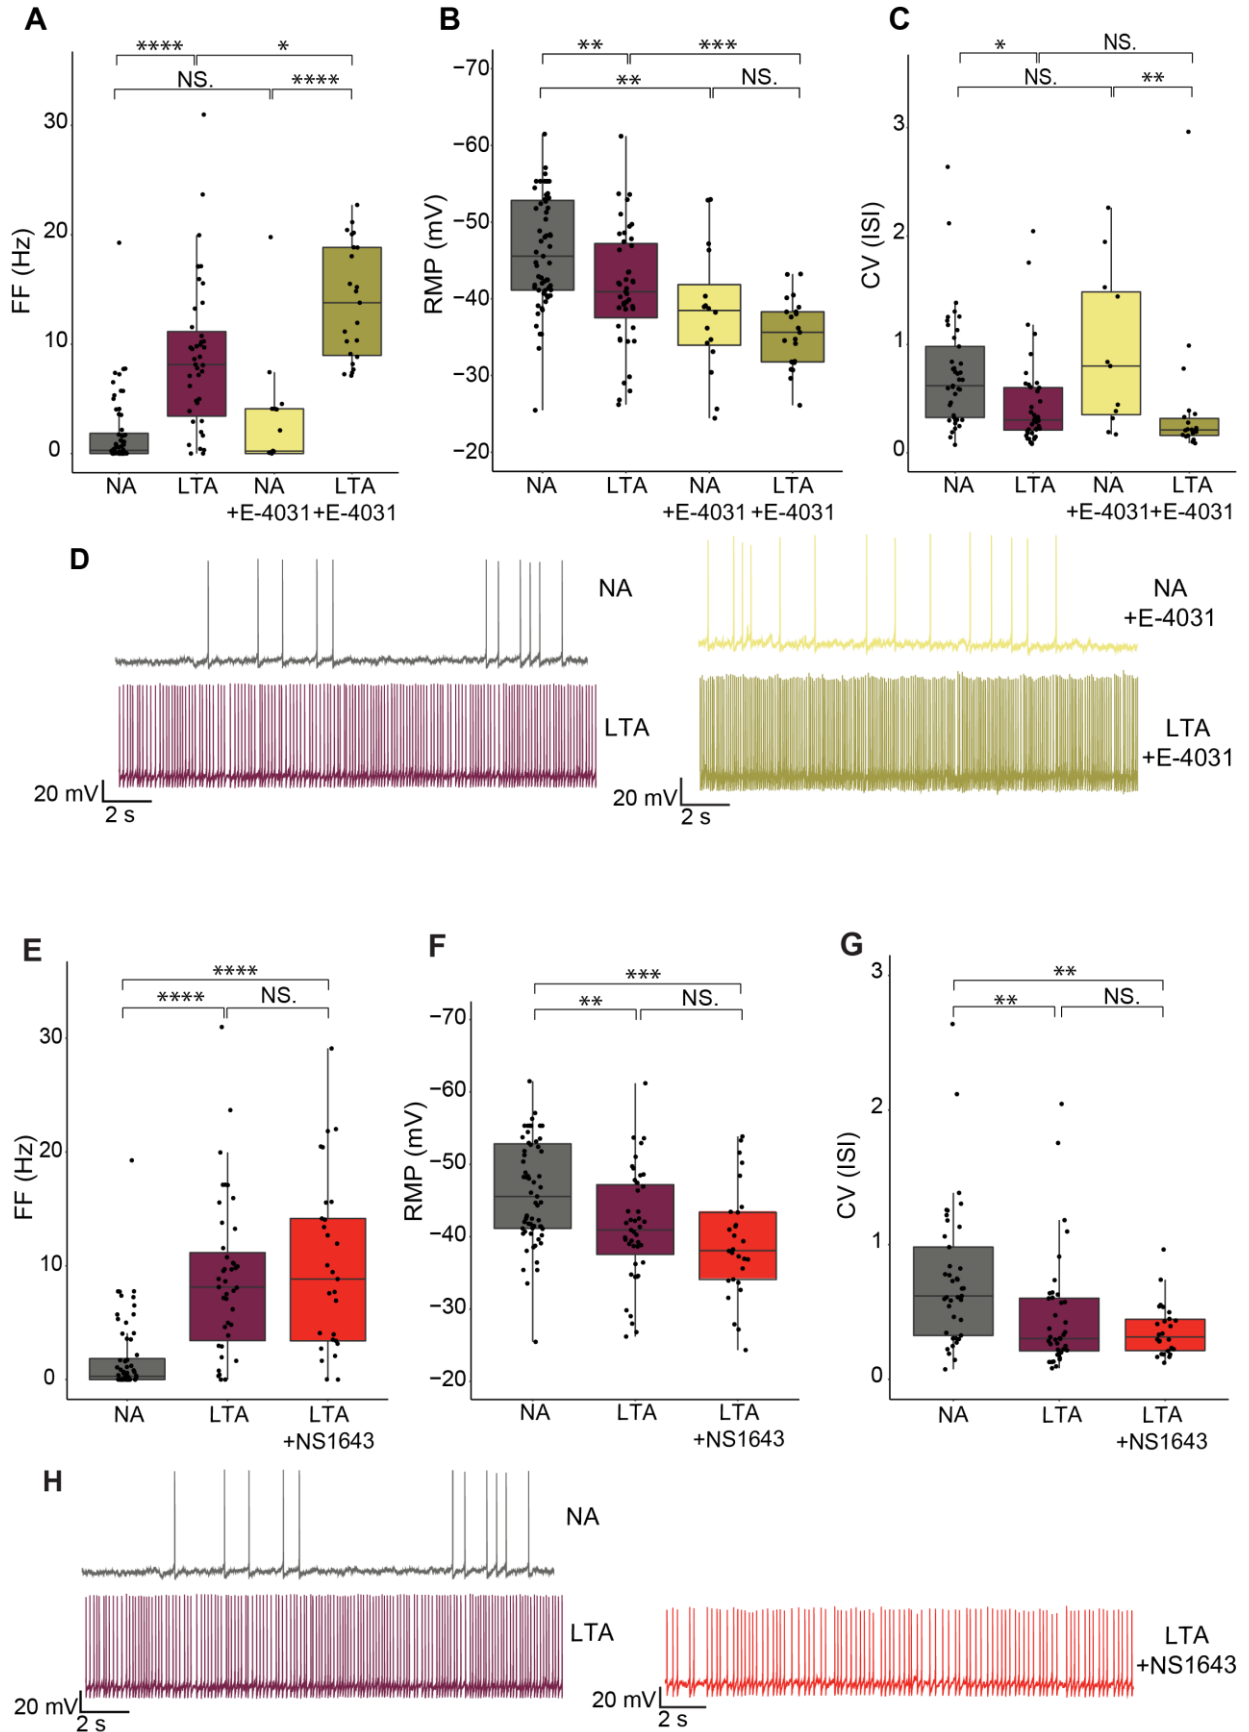 A
B
C
**** *
NS. ****
** ***
** NS.
* NS.
NS. **
FF (Hz)
30
20
10
0
NA LTA NA LTA
+E-4031 +E-4031
RMP (mV)
−70
−60
−50
−40
−30
−20
NA LTA NA LTA
+E-4031 +E-4031
CV (ISI)
3
2
1
0
NA LTA NA LTA
+E-4031 +E-4031
D
NA
LTA
20 mV
2 s
NA
+E-4031
LTA
+E-4031
20 mV
2 s
E
F
G
****
**** NS.
***
** NS.
**
** NS.
FF (Hz)
30
20
10
0
NA LTA LTA
+NS1643
RMP (mV)
−70
−60
−50
−40
−30
−20
NA LTA LTA
+NS1643
CV (ISI)
3
2
1
0
NA LTA LTA
+NS1643
H
NA
LTA
20 mV
2 s
LTA
+NS1643
20 mV
2 s